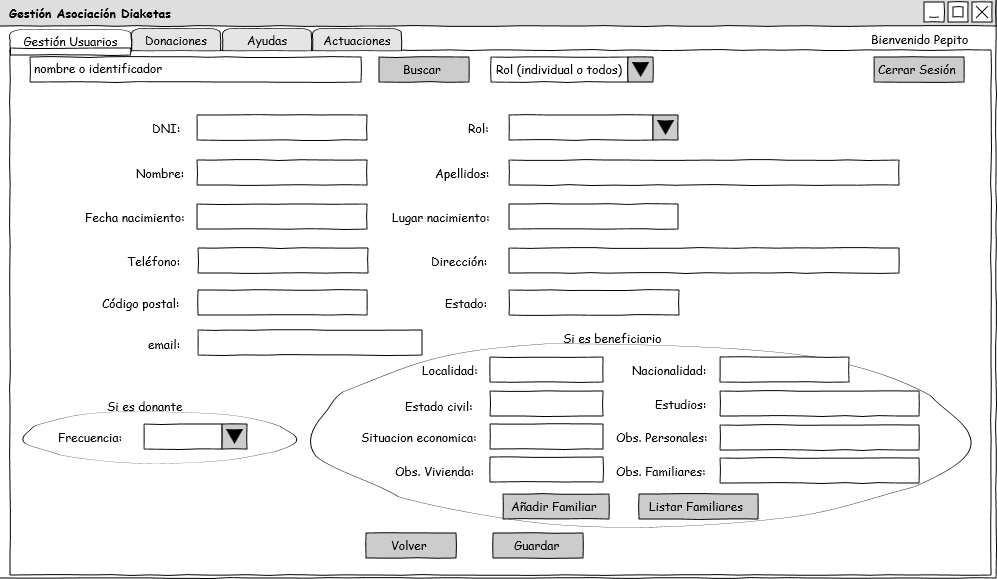 Gestión Asociación Diaketas
Gestión Usuarios Donaciones Ayudas Actuaciones Bienvenido Pepito
nombre o identificador Buscar Rol (individual o todos) Cerrar Sesión
DNI: Rol:
Nombre: Apellidos:
Fecha nacimiento: Lugar nacimiento:
Teléfono: Dirección:
Código postal: Estado:
email:
Si es beneficiario
Localidad: Nacionalidad:
Si es donante
Estado civil: Estudios:
Frecuencia: Situacion economica: Obs. Personales:
Obs. Vivienda: Obs. Familiares:
Añadir Familiar Listar Familiares
Volver Guardar